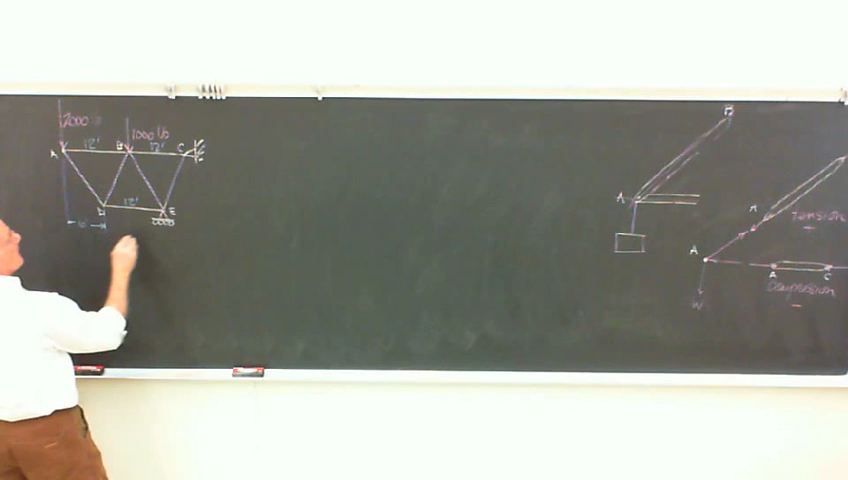 2000 lb
1000 lb
12'
12'
A
B
C
12'
D
E
6'
B
A
A
Tension
+
A
A
C
Compression
-
W